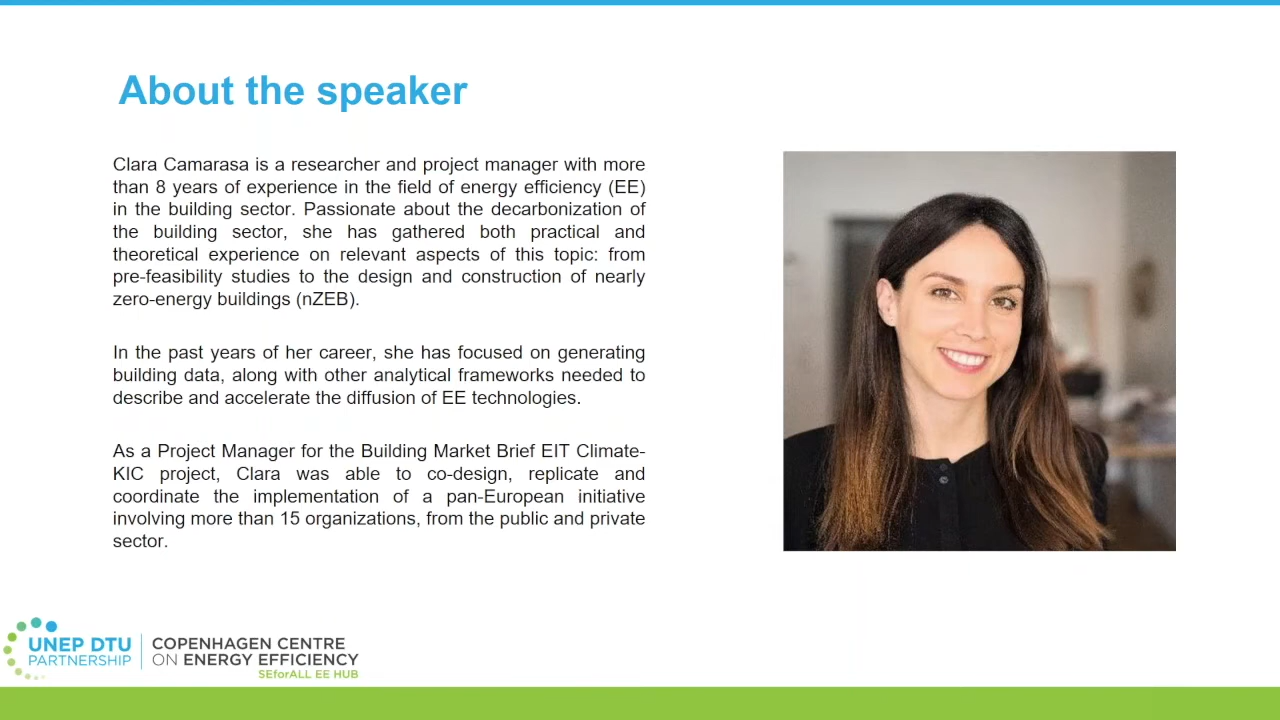 About the speaker
Clara Camarasa is a researcher and project manager with more
than 8 years of experience in the field of energy efficiency (EE)
in the building sector. Passionate about the decarbonization of
the building sector, she has gathered both practical and
theoretical experience on relevant aspects of this topic: from
pre-feasibility studies to the design and construction of nearly
zero-energy buildings (nZEB).
In the past years of her career, she has focused on generating
building data, along with other analytical frameworks needed to
describe and accelerate the diffusion of EE technologies.
As a Project Manager for the Building Market Brief EIT Climate-
KIC project, Clara was able to co-design, replicate and
coordinate the implementation of a pan-European initiative
involving more than 15 organizations, from the public and private
sector.
UNEP DTU
PARTNERSHIP
COPENHAGEN CENTRE
ON ENERGY EFFICIENCY
SEforALL EE HUB